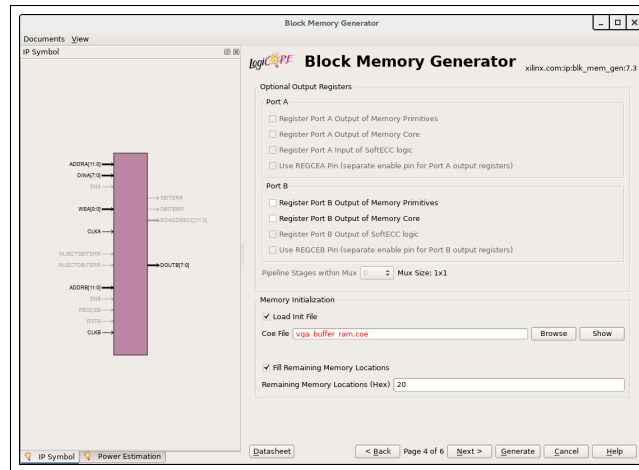 Block Memory Generator
Documents View
IP Symbol
ADDRA[11:0]
DINA[7:0]
ENA
SBITERR
WEA[0:0]
DBITERR
RDADDRECC[11:0]
CLKA
INJECTSBITERR
INJECTDBITERR
DOUTB[7:0]
ADDRB[11:0]
ENB
REGCEB
RSTB
CLKB
IP Symbol
Power Estimation
LogiCORE
Block Memory Generator
xilinx.com:ip:blk_mem_gen:7.3
Optional Output Registers
Port A
Register Port A Output of Memory Primitives
Register Port A Output of Memory Core
Register Port A Input of SoftECC logic
Use REGCEA Pin (separate enable pin for Port A output registers)
Port B
Register Port B Output of Memory Primitives
Register Port B Output of Memory Core
Register Port B Output of SoftECC logic
Use REGCEB Pin (separate enable pin for Port B output registers)
Pipeline Stages within Mux 0 Mux Size: 1x1
Memory Initialization
Load Init File
Coe File vga_buffer_ram.coe Browse Show
Fill Remaining Memory Locations
Remaining Memory Locations (Hex) 20
Datasheet < Back Page 4 of 6 Next > Generate Cancel Help